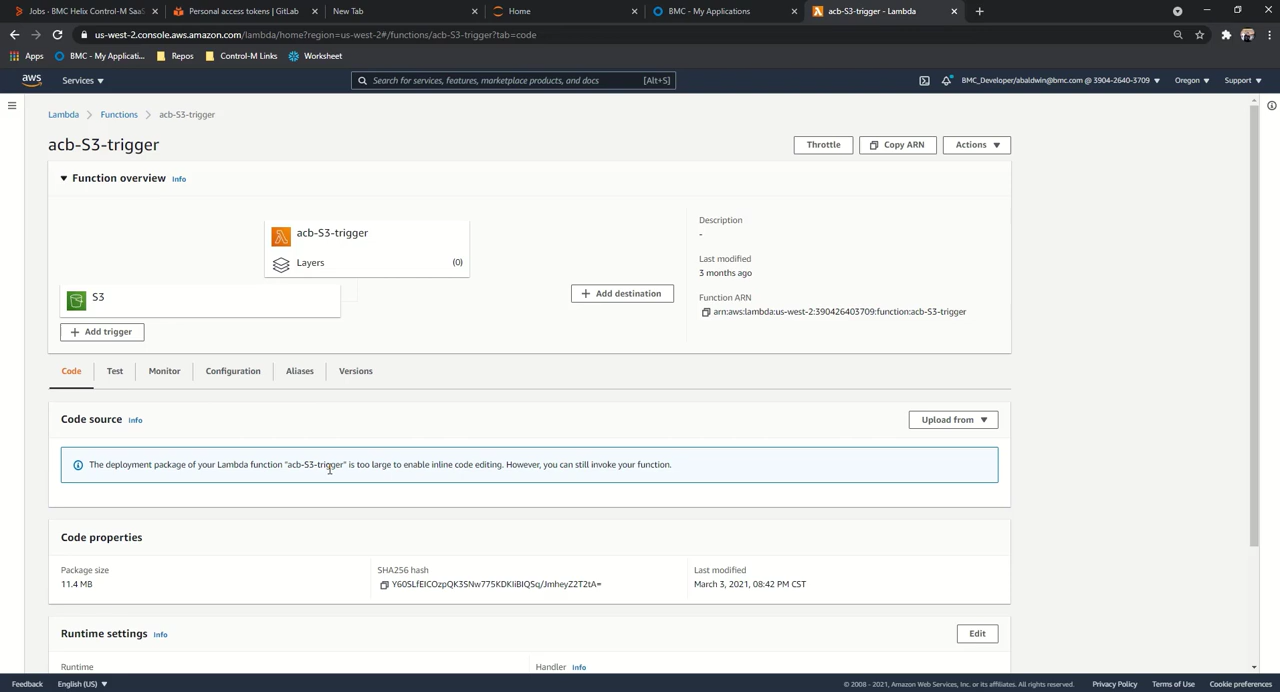 Jobs · BMC Helix Control-M SaaS
Personal access tokens | GitLab
New Tab
Home
BMC - My Applications
acb-S3-trigger - Lambda
us-west-2.console.aws.amazon.com/lambda/home?region=us-west-2#/functions/acb-S3-trigger?tab=code
Apps
BMC - My Applicati...
Repos
Control-M Links
Worksheet
aws
Services
Search for services, features, marketplace products, and docs
[Alt+S]
BMC_Developer/abaldwin@bmc.com @ 3904-2640-3709
Oregon
Support
Lambda
Functions
acb-S3-trigger
acb-S3-trigger
Throttle
Copy ARN
Actions
Function overview Info
acb-S3-trigger
Layers (0)
S3
Add trigger
Add destination
Description
-
Last modified
3 months ago
Function ARN
arn:aws:lambda:us-west-2:390426403709:function:acb-S3-trigger
Code
Test
Monitor
Configuration
Aliases
Versions
Code source Info
Upload from
The deployment package of your Lambda function "acb-S3-trigger" is too large to enable inline code editing. However, you can still invoke your function.
Code properties
Package size
11.4 MB
SHA256 hash
Y60SLfEICOzpQK3SNw775KDKIiBIQSq/JmheyZ2T2tA=
Last modified
March 3, 2021, 08:42 PM CST
Runtime settings Info
Edit
Runtime
Handler Info
Feedback
English (US)
© 2008 - 2021, Amazon Web Services, Inc. or its affiliates. All rights reserved.
Privacy Policy
Terms of Use
Cookie preferences